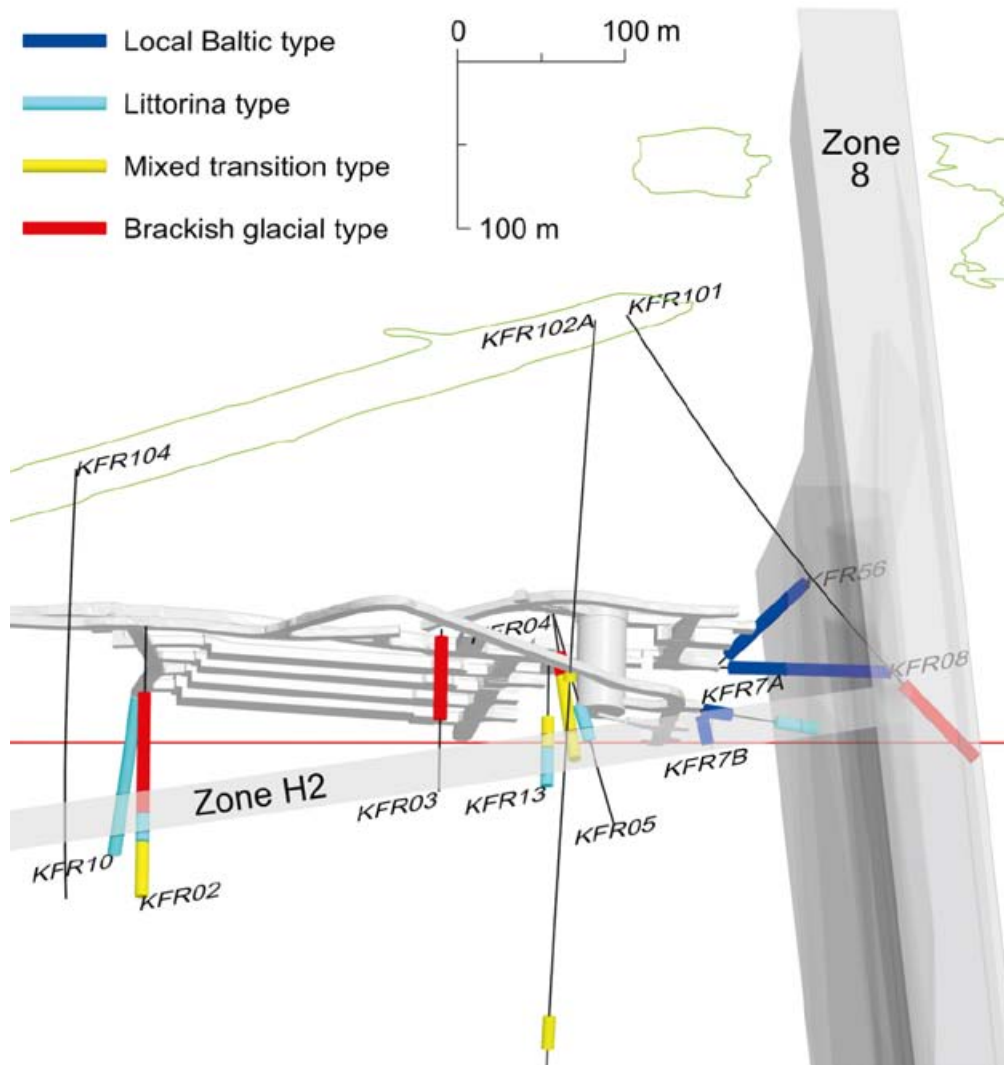 Local Baltic type
Littorina type
Mixed transition type
Brackish glacial type
0
100 m
100 m
Zone
8
KFR101
KFR102A
KFR104
KFR56
KFR04
KFR08
KFR7A
KFR7B
Zone H2
KFR03
KFR13
KFR05
KFR10
KFR02